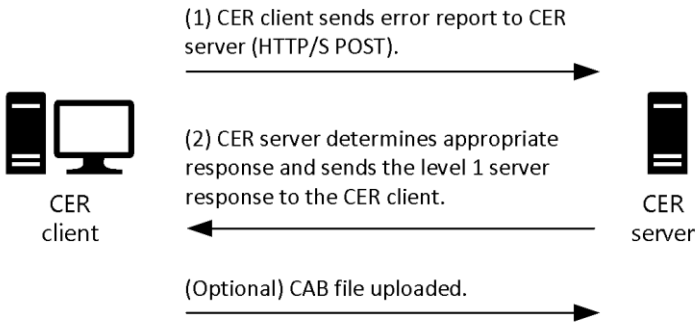 (1) CER client sends error report to CER
server (HTTP/S POST).
(2) CER server determines appropriate
response and sends the level 1 server
response to the CER client.
CER
client
CER
server
(Optional) CAB file uploaded.